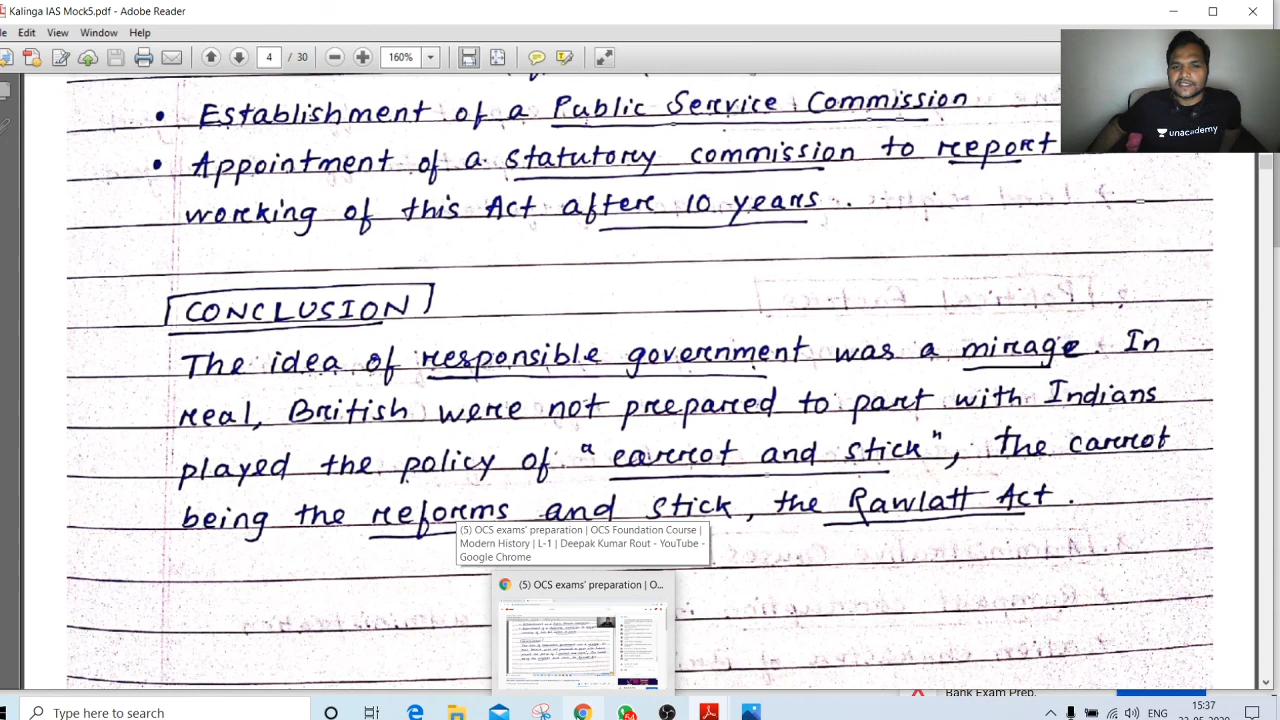 Kalinga IAS Mock5.pdf - Adobe Reader
Edit View Window Help
4 / 30
160%
unacademy
• Establishment of a Public Service Commission
• Appointment of a statutory commission to report
working of this Act after 10 years.
CONCLUSION
The idea of responsible government was a mirage. In
real, British were not prepared to part with Indians
played the policy of "carrot and stick", the carrot
being the reforms and stick, the Rawlatt Act.
(5) OCS exams' preparation | OCS Foundation Course |
Modern History | L-1 | Deepak Kumar Rout - YouTube -
Google Chrome
(5) OCS exams' preparation | O...
Bank Exam Prep.
Type here to search
ENG
15:37